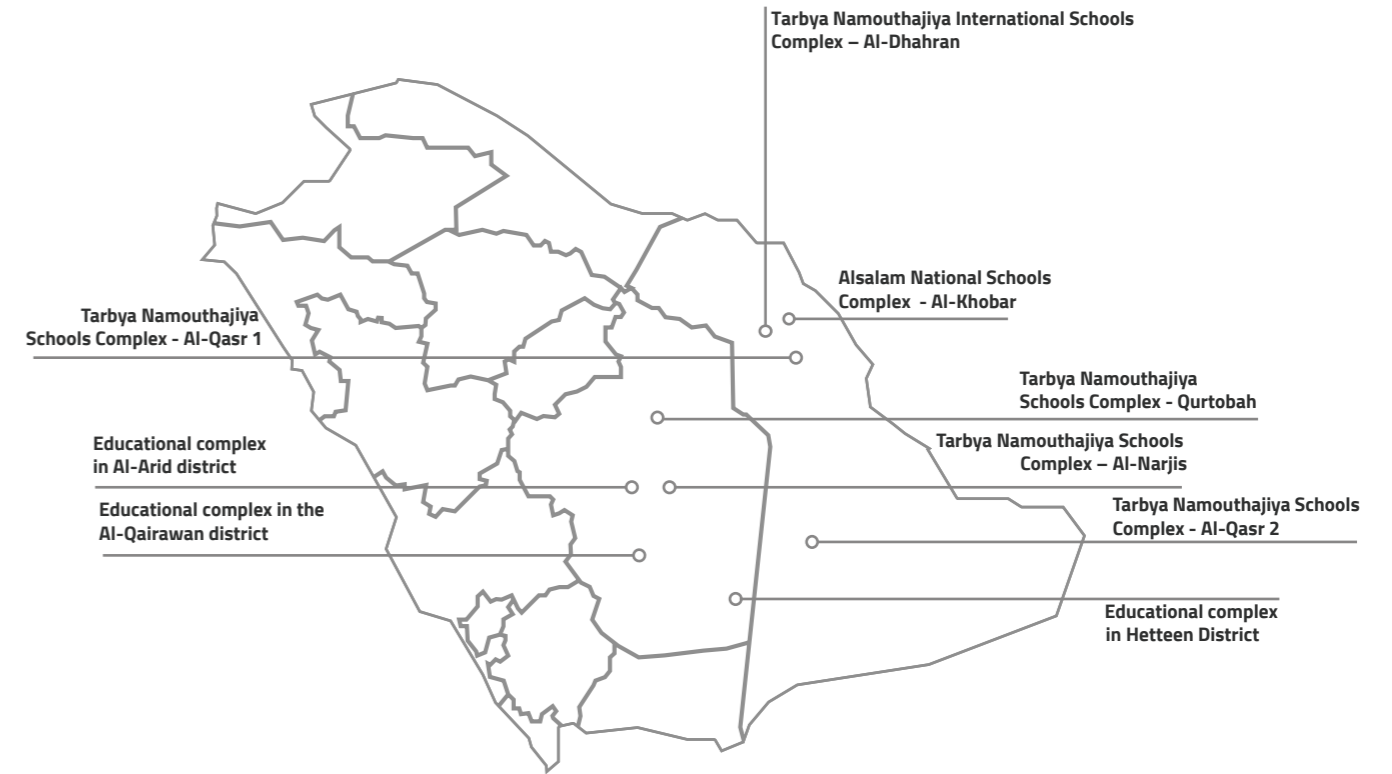 Tarbya Namouthajiya International Schools
Complex – Al-Dhahran
Alsalam National Schools
Complex - Al-Khobar
Tarbya Namouthajiya
Schools Complex - Al-Qasr 1
Tarbya Namouthajiya
Schools Complex - Qurtobah
Educational complex
in Al-Arid district
Tarbya Namouthajiya Schools
Complex – Al-Narjis
Educational complex in the
Al-Qairawan district
Tarbya Namouthajiya Schools
Complex - Al-Qasr 2
Educational complex
in Hetteen District